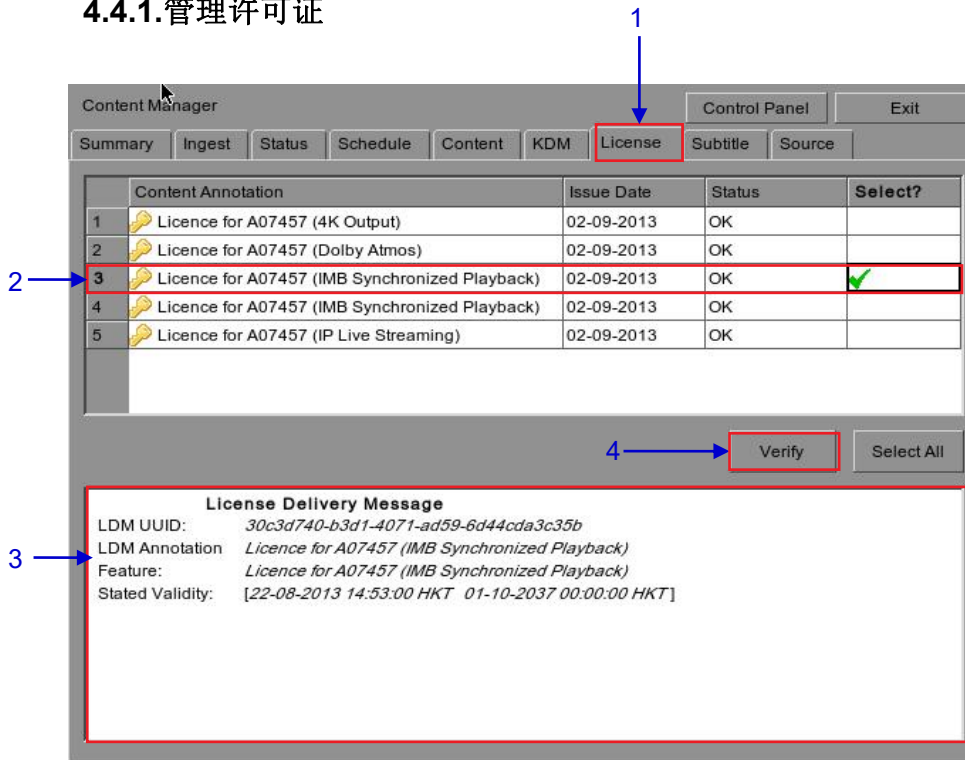 4.4.1.管理许可证
1
Content Manager Control Panel Exit
Summary Ingest Status Schedule Content KDM License Subtitle Source
Content Annotation Issue Date Status Select?
1 Licence for A07457 (4K Output) 02-09-2013 OK
2 Licence for A07457 (Dolby Atmos) 02-09-2013 OK
2
3 Licence for A07457 (IMB Synchronized Playback) 02-09-2013 OK
4 Licence for A07457 (IMB Synchronized Playback) 02-09-2013 OK
5 Licence for A07457 (IP Live Streaming) 02-09-2013 OK
4 Verify Select All
License Delivery Message
LDM UUID: 30c3d740-b3d1-4071-ad59-6d44cda3c35b
LDM Annotation Licence for A07457 (IMB Synchronized Playback)
3
Feature: Licence for A07457 (IMB Synchronized Playback)
Stated Validity: [22-08-2013 14:53:00 HKT 01-10-2037 00:00:00 HKT]